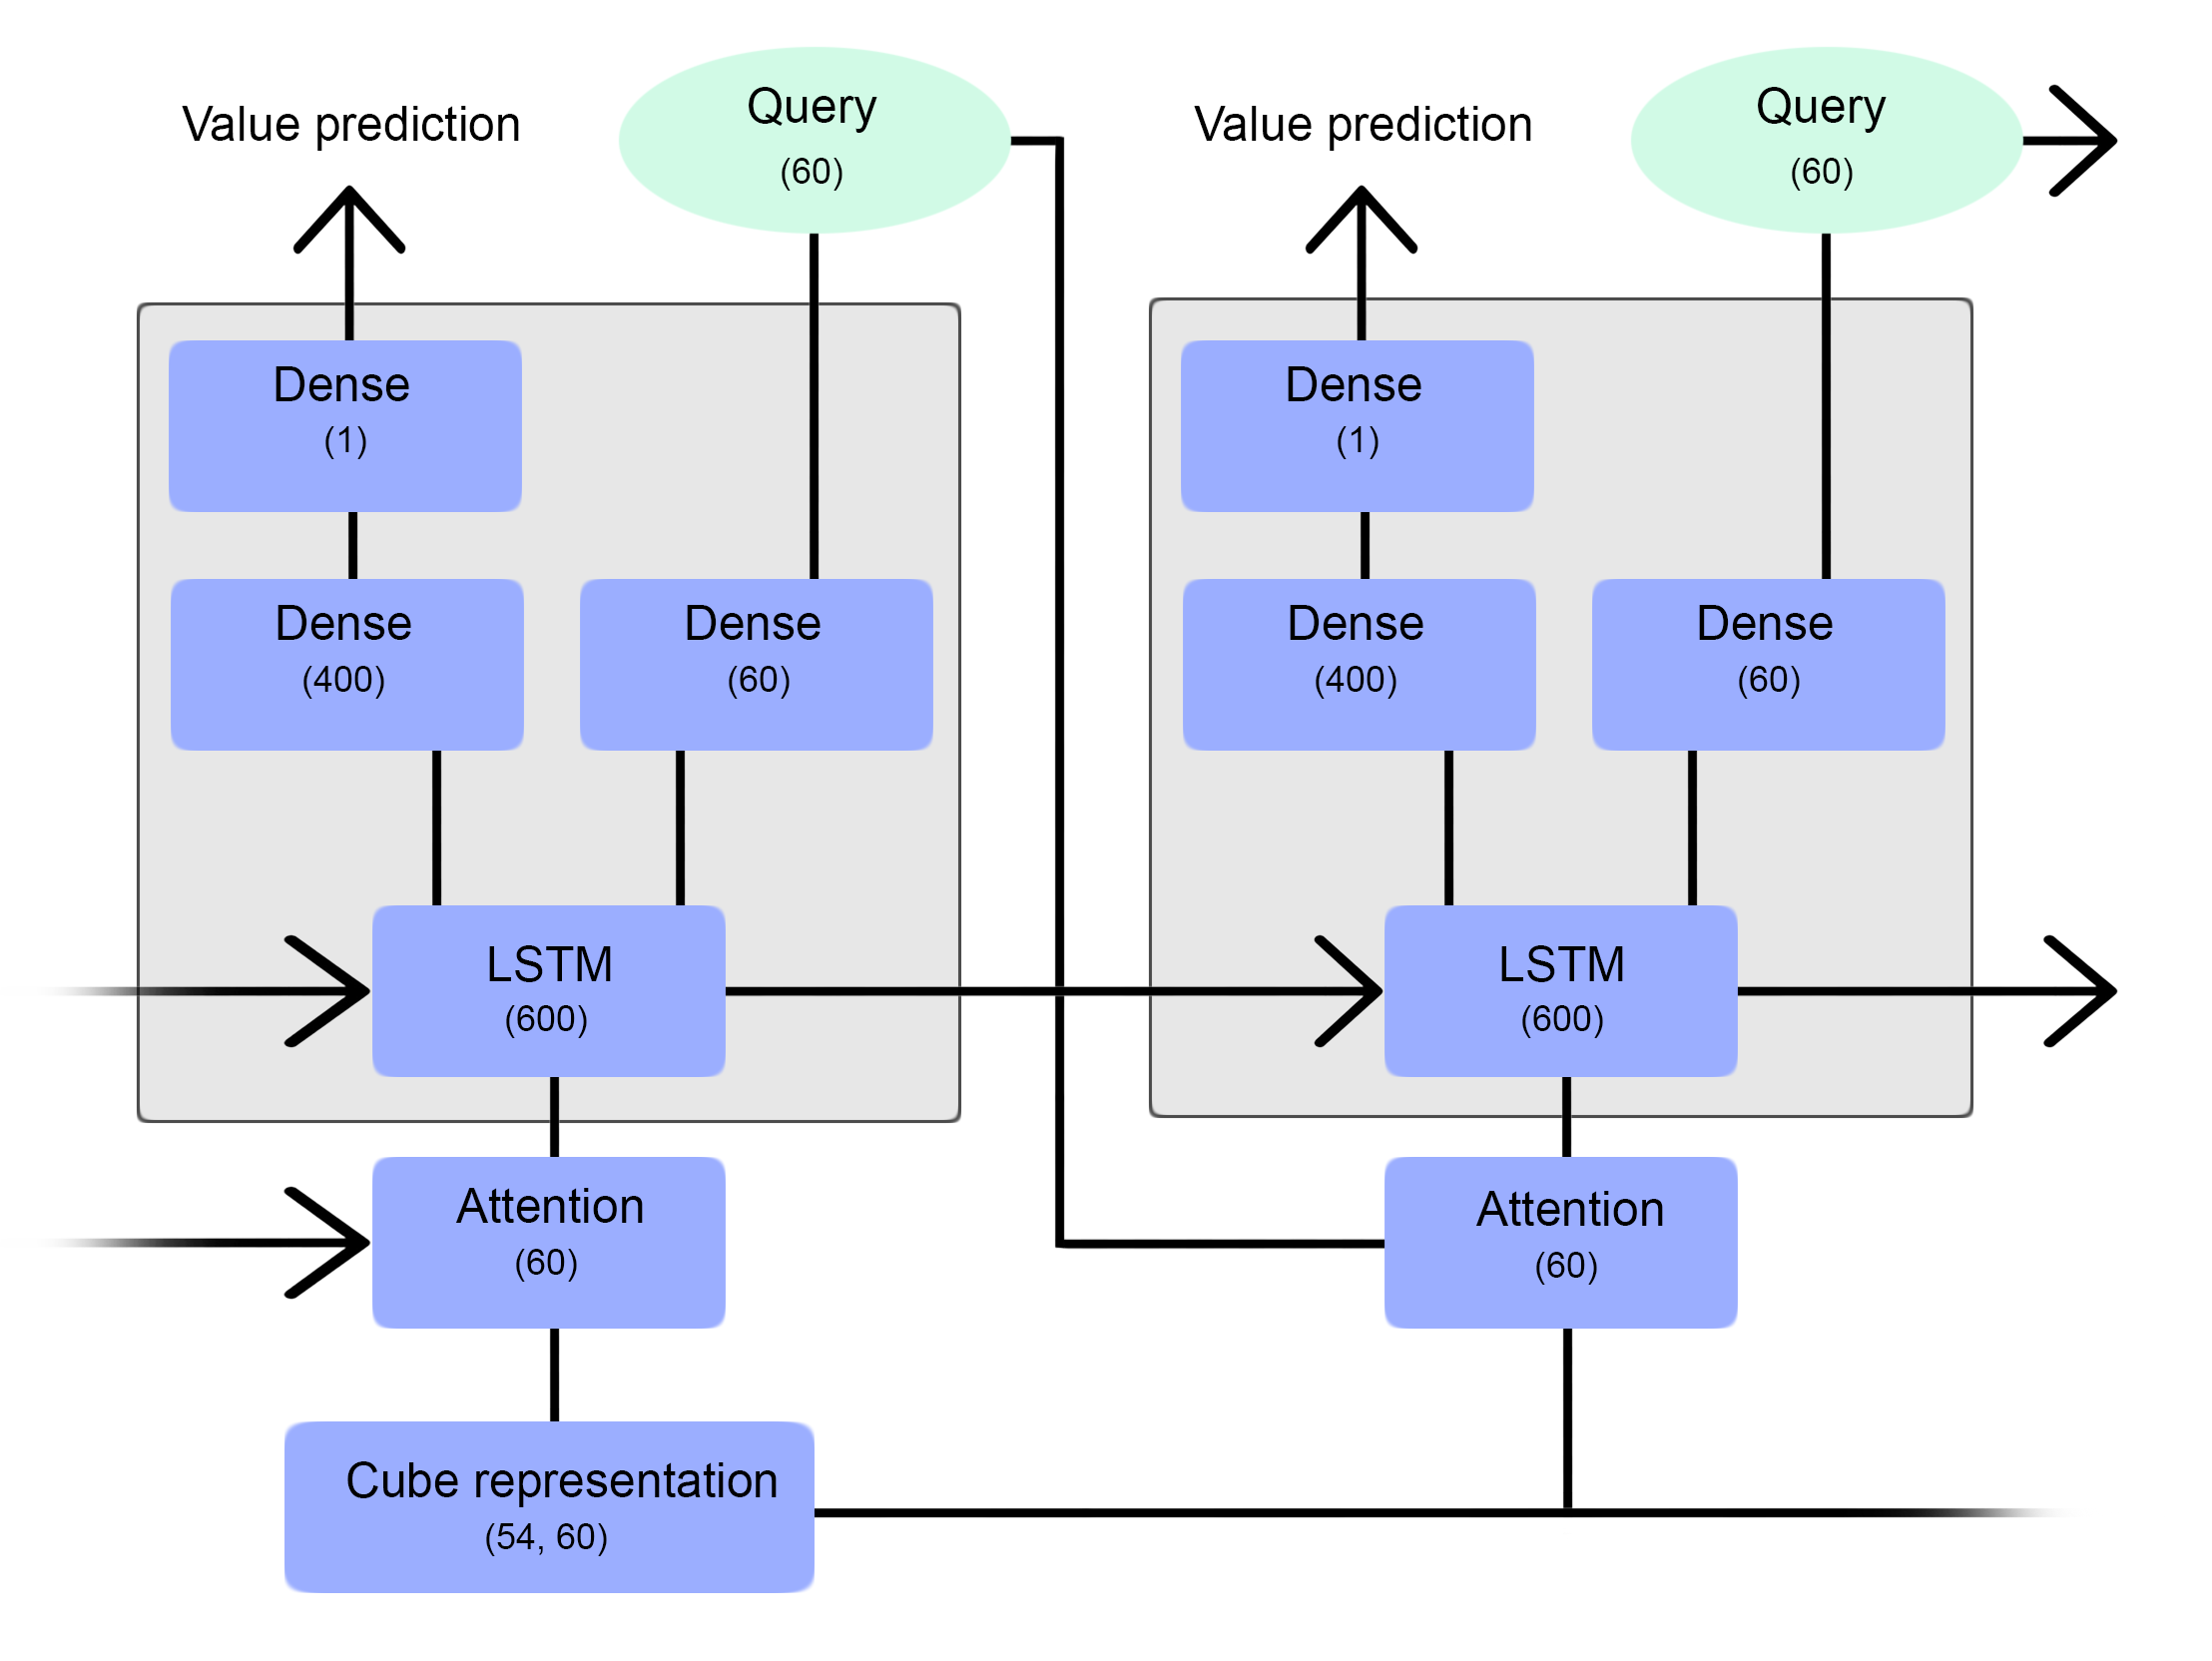 Value prediction
Query
(60)
Value prediction
Query
(60)
Dense
(1)
Dense
(1)
Dense
(400)
Dense
(60)
Dense
(400)
Dense
(60)
LSTM
(600)
LSTM
(600)
Attention
(60)
Attention
(60)
Cube representation
(54, 60)